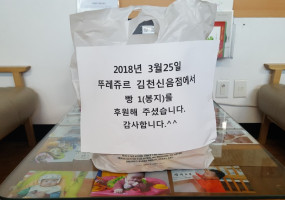 2018년 3월25일
뚜레쥬르 김천신음점에서
빵 1(봉지)를
후원해 주셨습니다.
감사합니다.^^